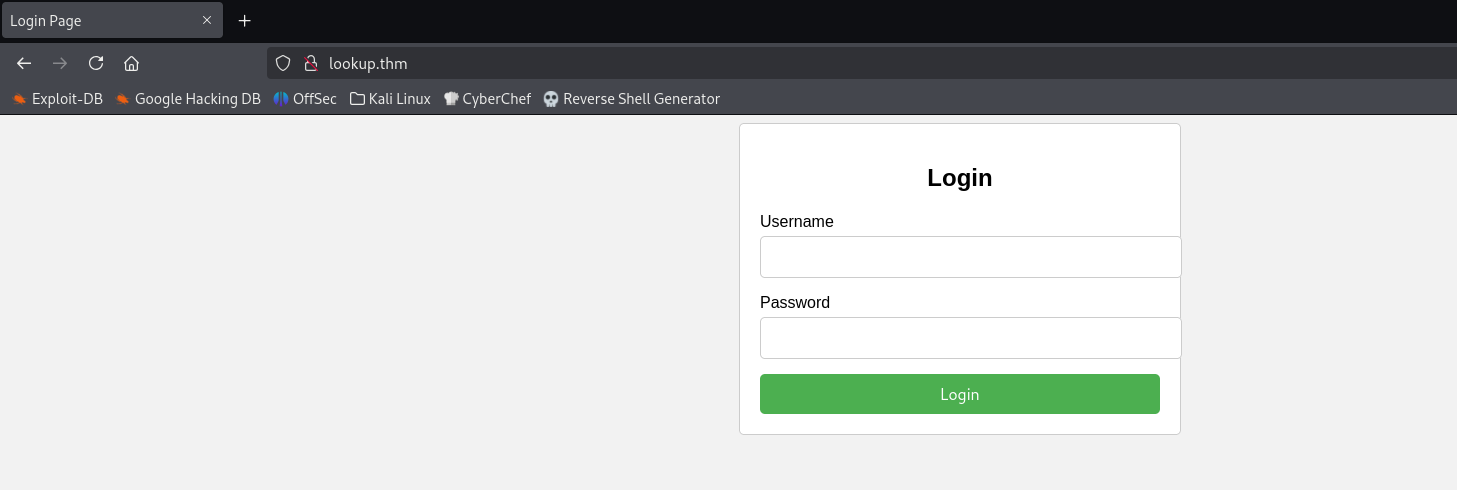 Login Page
lookup.thm
Exploit-DB Google Hacking DB OffSec Kali Linux CyberChef Reverse Shell Generator
Login
Username
Password
Login